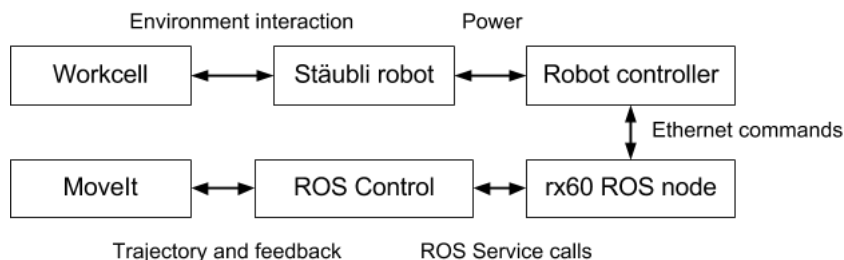 Environment interaction
Power
Workcell
Stäubli robot
Robot controller
Ethernet commands
MoveIt
ROS Control
rx60 ROS node
Trajectory and feedback
ROS Service calls